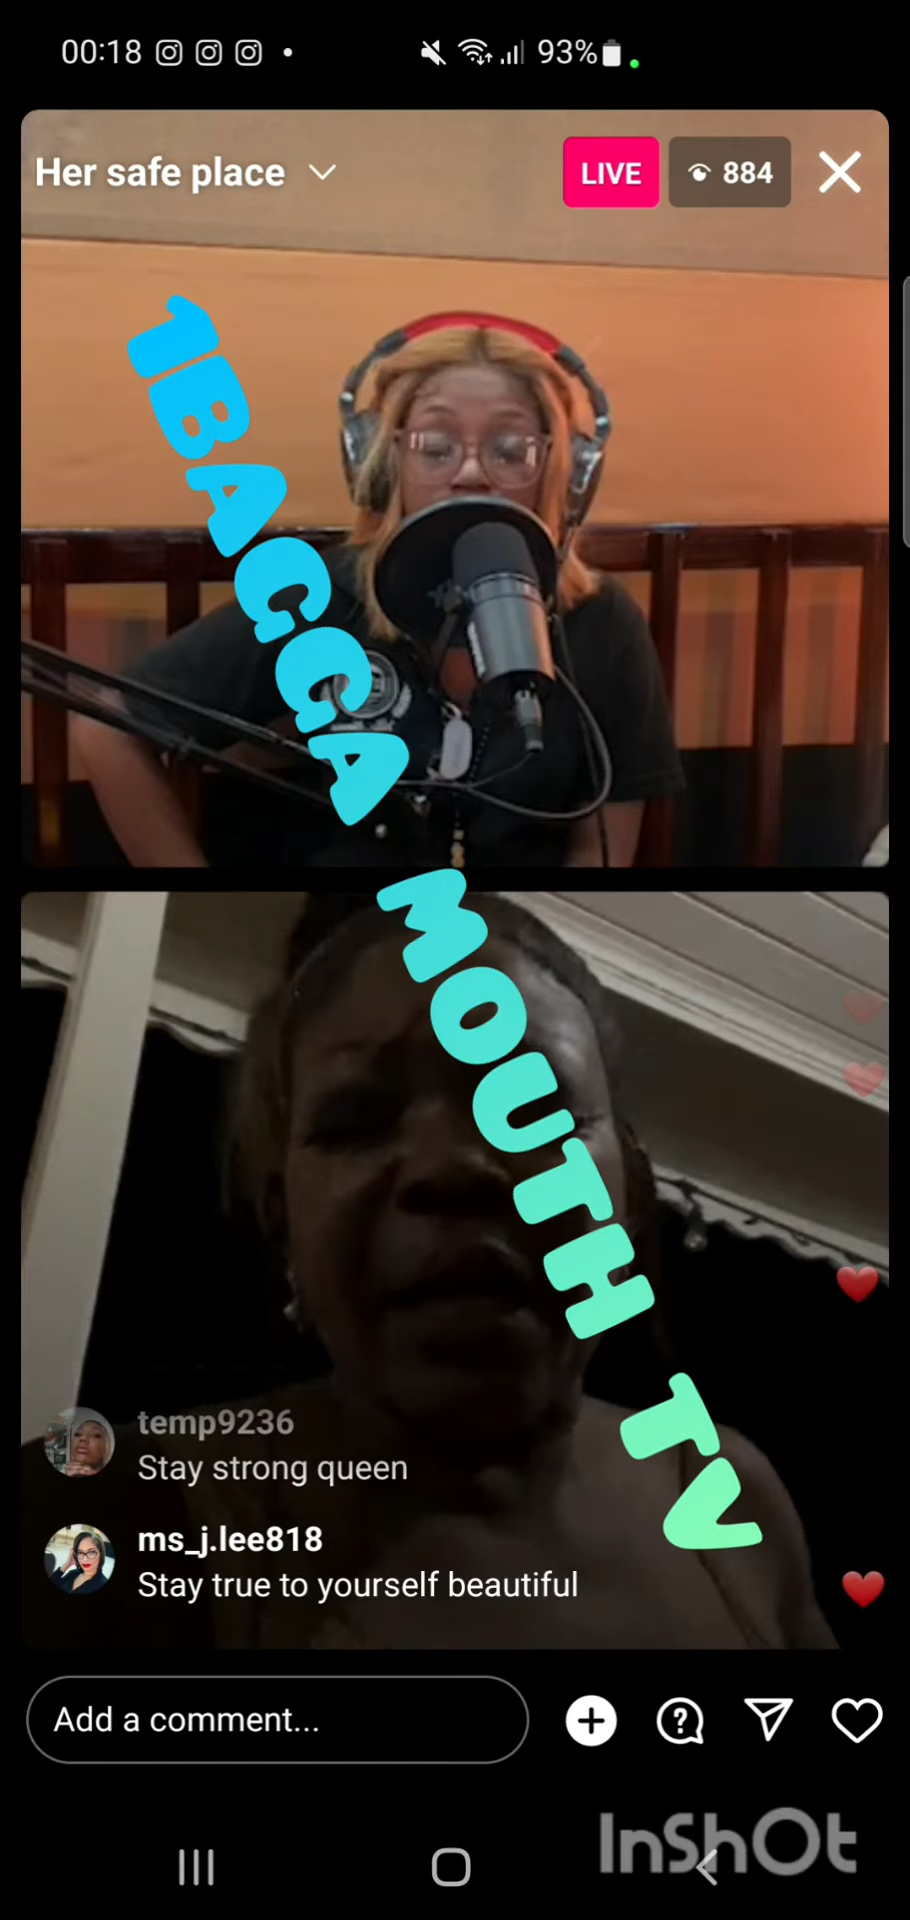 00:18
93%
Her safe place
LIVE
884
1BAGGA MOUTH TV
temp9236
Stay strong queen
ms_j.lee818
Stay true to yourself beautiful
Add a comment...
InShOt